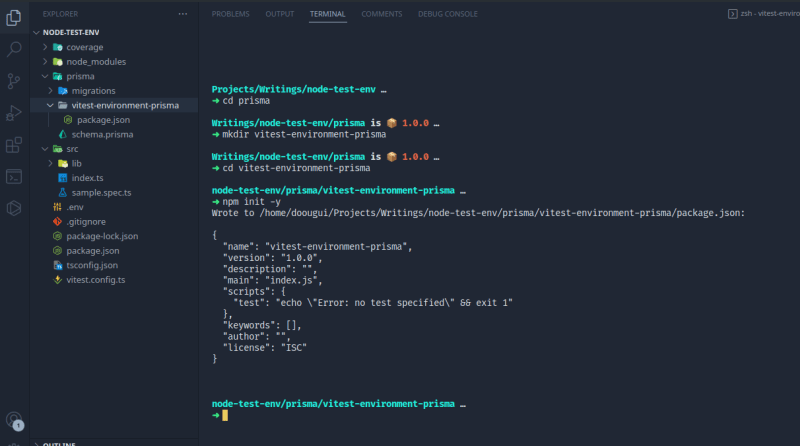 EXPLORER
NODE-TEST-ENV
coverage
node_modules
prisma
migrations
vitest-environment-prisma
package.json
schema.prisma
src
lib
index.ts
sample.spec.ts
.env
.gitignore
package-lock.json
package.json
tsconfig.json
vitest.config.ts
OUTLINE
1
PROBLEMS OUTPUT TERMINAL COMMENTS DEBUG CONSOLE
zsh - vitest-enviro
Projects/Writings/node-test-env …
➜ cd prisma
Writings/node-test-env/prisma is 📦 1.0.0 …
➜ mkdir vitest-environment-prisma
Writings/node-test-env/prisma is 📦 1.0.0 …
➜ cd vitest-environment-prisma
node-test-env/prisma/vitest-environment-prisma …
➜ npm init -y
Wrote to /home/doougui/Projects/Writings/node-test-env/prisma/vitest-environment-prisma/package.json:
{
"name": "vitest-environment-prisma",
"version": "1.0.0",
"description": "",
"main": "index.js",
"scripts": {
"test": "echo \"Error: no test specified\" && exit 1"
},
"keywords": [],
"author": "",
"license": "ISC"
}
node-test-env/prisma/vitest-environment-prisma …
➜